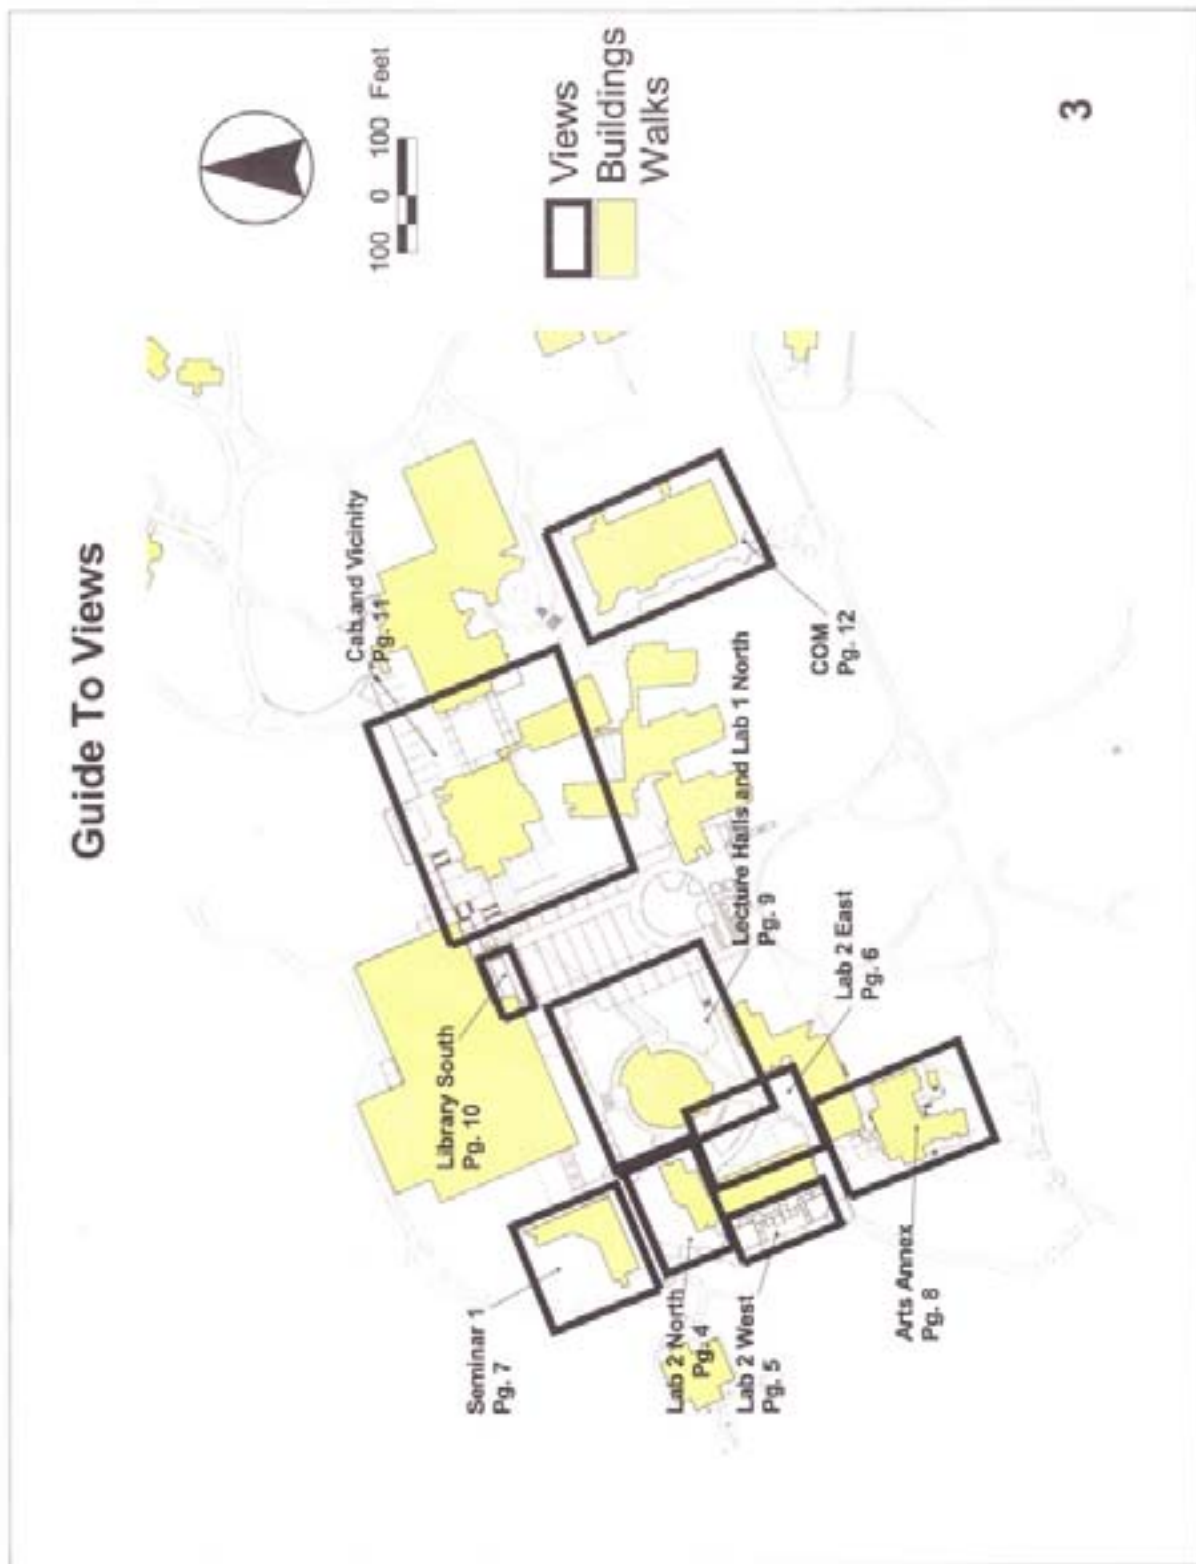 Guide To Views
100 0 100 Feet
Views
Buildings
Walks
Cab and Vicinity
Pg. 11
Library South
Pg. 10
Seminar 1
Pg. 7
Lab 2 North
Pg. 4
Lab 2 West
Pg. 5
Arts Annex
Pg. 8
Lab 2 East
Pg. 6
Lecture Halls and Lab 1 North
Pg. 9
COM
Pg. 12
3